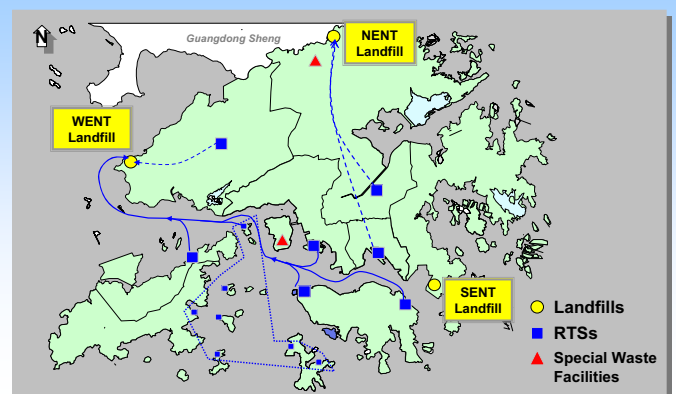 N
Guangdong Sheng
NENT
Landfill
WENT
Landfill
SENT
Landfill
Landfills
RTSs
Special Waste
Facilities